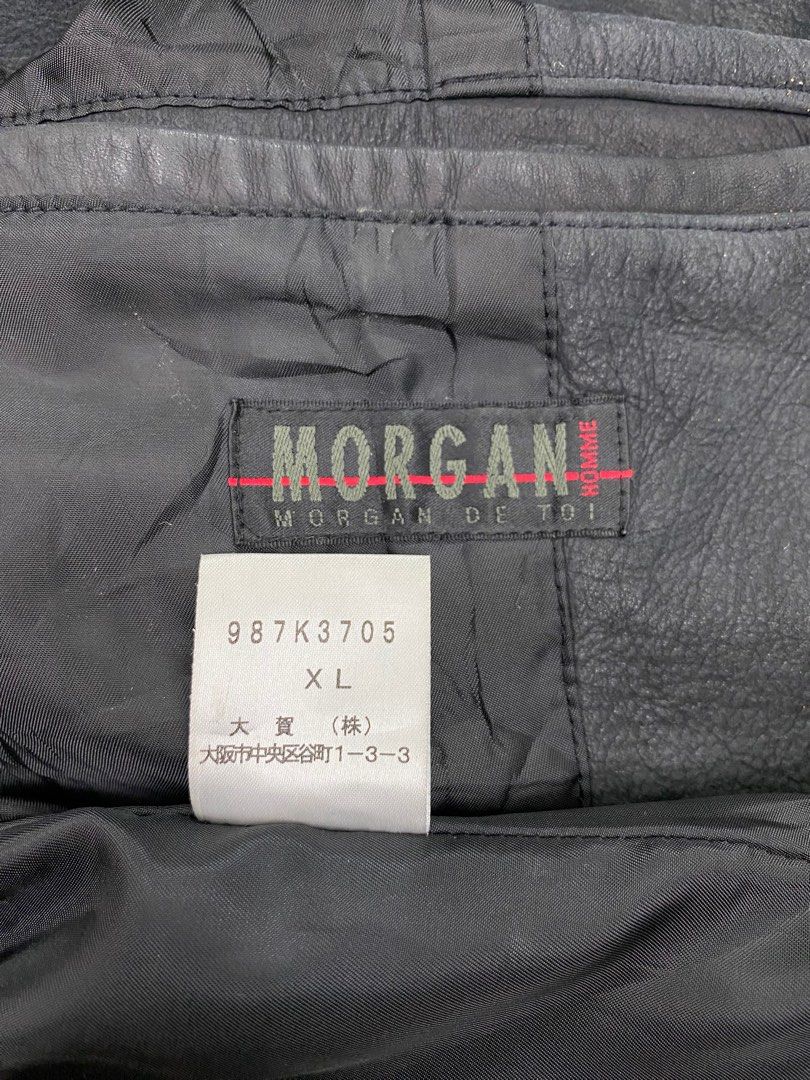 MORGAN HOMME
MORGAN DE TOI
987K3705
XL
大賀 （株）
大阪市中央区谷町1-3-3